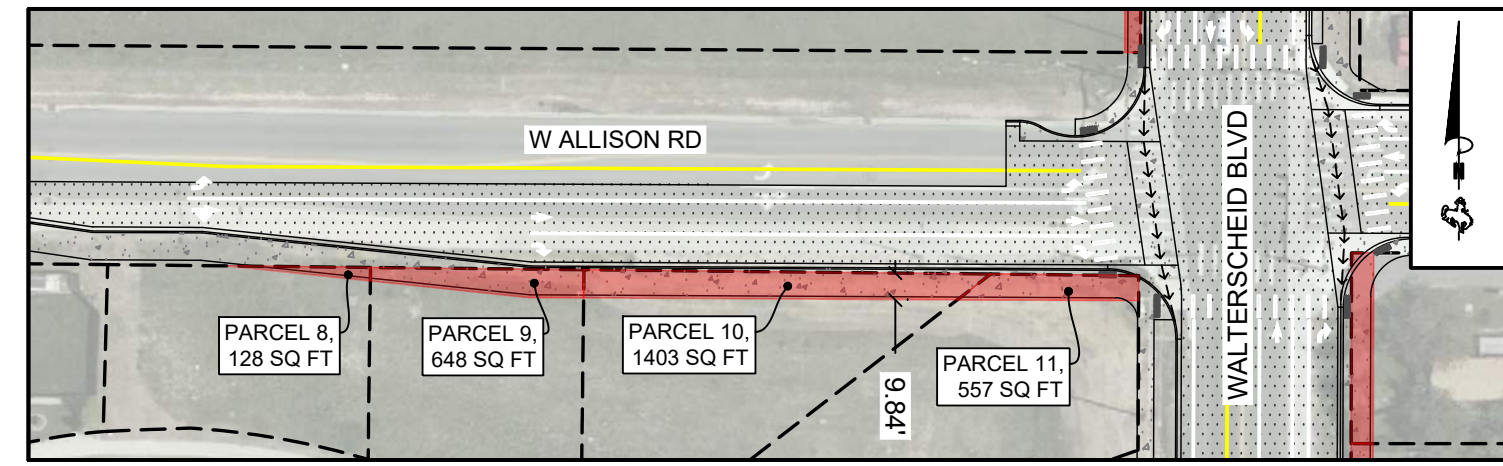 W ALLISON RD
WALTERSCHEID BLVD
N
PARCEL 8,
128 SQ FT
PARCEL 9,
648 SQ FT
PARCEL 10,
1403 SQ FT
PARCEL 11,
557 SQ FT
9.84'